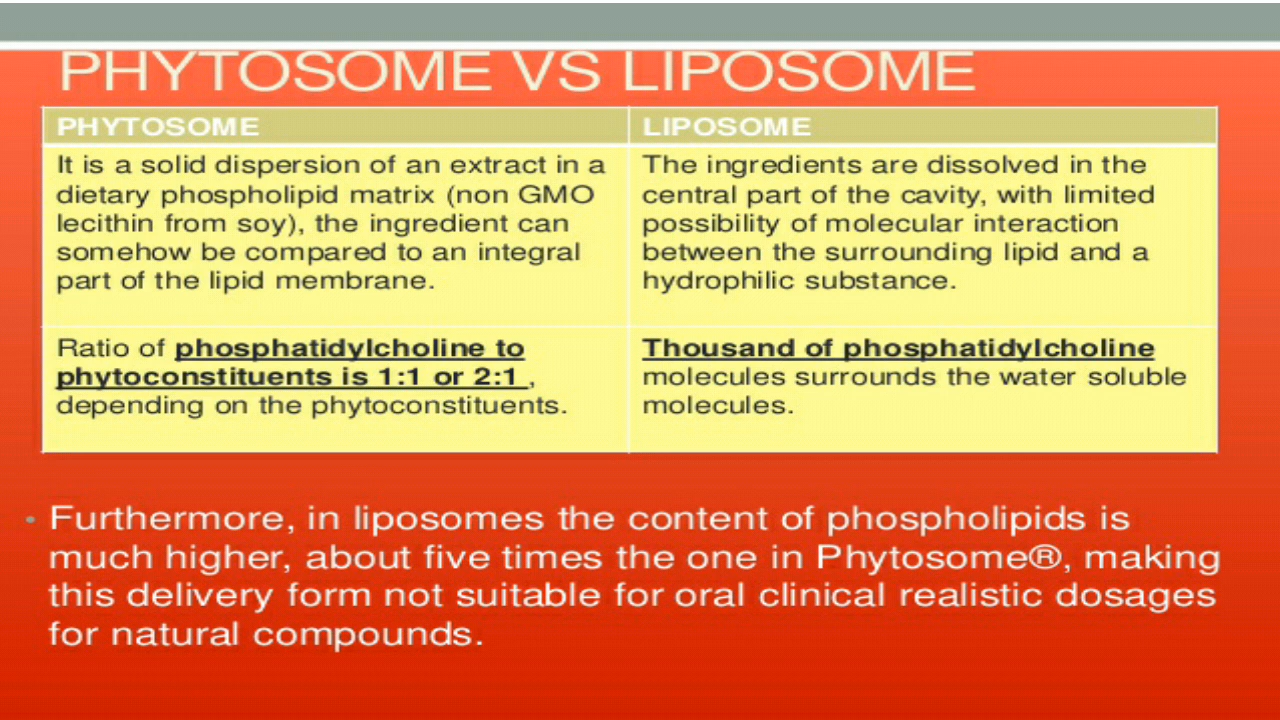 PHYTOSOME VS LIPOSOME
PHYTOSOME
It is a solid dispersion of an extract in a
dietary phospholipid matrix (non GMO
lecithin from soy), the ingredient can
somehow be compared to an integral
part of the lipid membrane.
LIPOSOME
The ingredients are dissolved in the
central part of the cavity, with limited
possibility of molecular interaction
between the surrounding lipid and a
hydrophilic substance.
Ratio of phosphatidylcholine to
phytoconstituents is 1:1 or 2:1 ,
depending on the phytoconstituents.
Thousand of phosphatidylcholine
molecules surrounds the water soluble
molecules.
• Furthermore, in liposomes the content of phospholipids is
much higher, about five times the one in Phytosome®, making
this delivery form not suitable for oral clinical realistic dosages
for natural compounds.